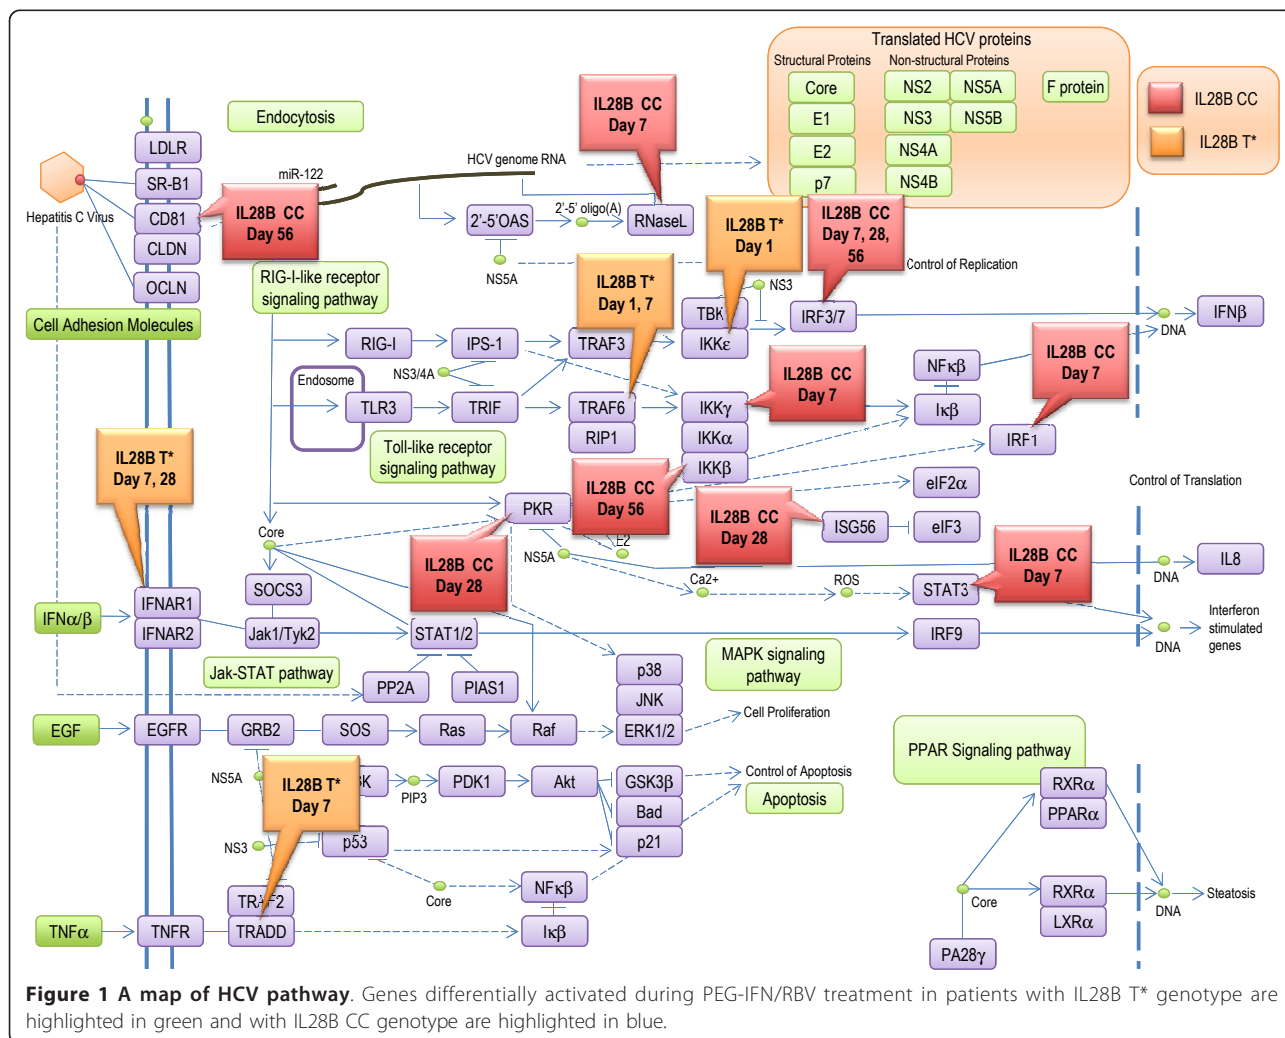 Translated HCV proteins
Structural Proteins
Non-structural Proteins
Core
E1
E2
p7
NS2
NS3
NS4A
NS4B
NS5A
NS5B
F protein
IL28B CC
IL28B T*
Endocytosis
LDLR
SR-B1
CD81
CLDN
OCLN
Hepatitis C Virus
miR-122
HCV genome RNA
IL28B CC
Day 56
IL28B CC
Day 7
2'-5'OAS
2'-5' oligo(A)
RNaseL
NS5A
IL28B T*
Day 1
IL28B CC
Day 7, 28,
56
Control of Replication
RIG-I-like receptor
signaling pathway
Cell Adhesion Molecules
IL28B T*
Day 1, 7
NS3
RIG-I
IPS-1
TRAF3
TBK
IKKε
IRF3/7
DNA
IFNβ
NS3/4A
Endosome
TLR3
TRIF
TRAF6
RIP1
IKKγ
IKKα
IKKβ
IL28B CC
Day 7
NFκβ
Iκβ
IL28B CC
Day 7
IRF1
Toll-like receptor
signaling pathway
IL28B T*
Day 7, 28
IL28B CC
Day 56
eIF2α
Control of Translation
PKR
IL28B CC
Day 28
ISG56
eIF3
Core
NS5A
E2
IL28B CC
Day 28
IL28B CC
Day 7
DNA
IL8
Ca2+
ROS
STAT3
SOCS3
IFNα/β
IFNAR1
IFNAR2
Jak1/Tyk2
STAT1/2
IRF9
DNA
Interferon
stimulated
genes
Jak-STAT pathway
PP2A
PIAS1
p38
JNK
ERK1/2
MAPK signaling
pathway
Cell Proliferation
EGF
EGFR
GRB2
SOS
Ras
Raf
NS5A
IL28B T*
Day 7
PIP3
PDK1
Akt
GSK3β
Bad
p21
Control of Apoptosis
Apoptosis
NS3
p53
Core
NFκβ
Iκβ
TRAF2
TRADD
TNFα
TNFR
PPAR Signaling pathway
RXRα
PPARα
Core
RXRα
LXRα
DNA
Steatosis
PA28γ
Figure 1 A map of HCV pathway. Genes differentially activated during PEG-IFN/RBV treatment in patients with IL28B T* genotype are
highlighted in green and with IL28B CC genotype are highlighted in blue.